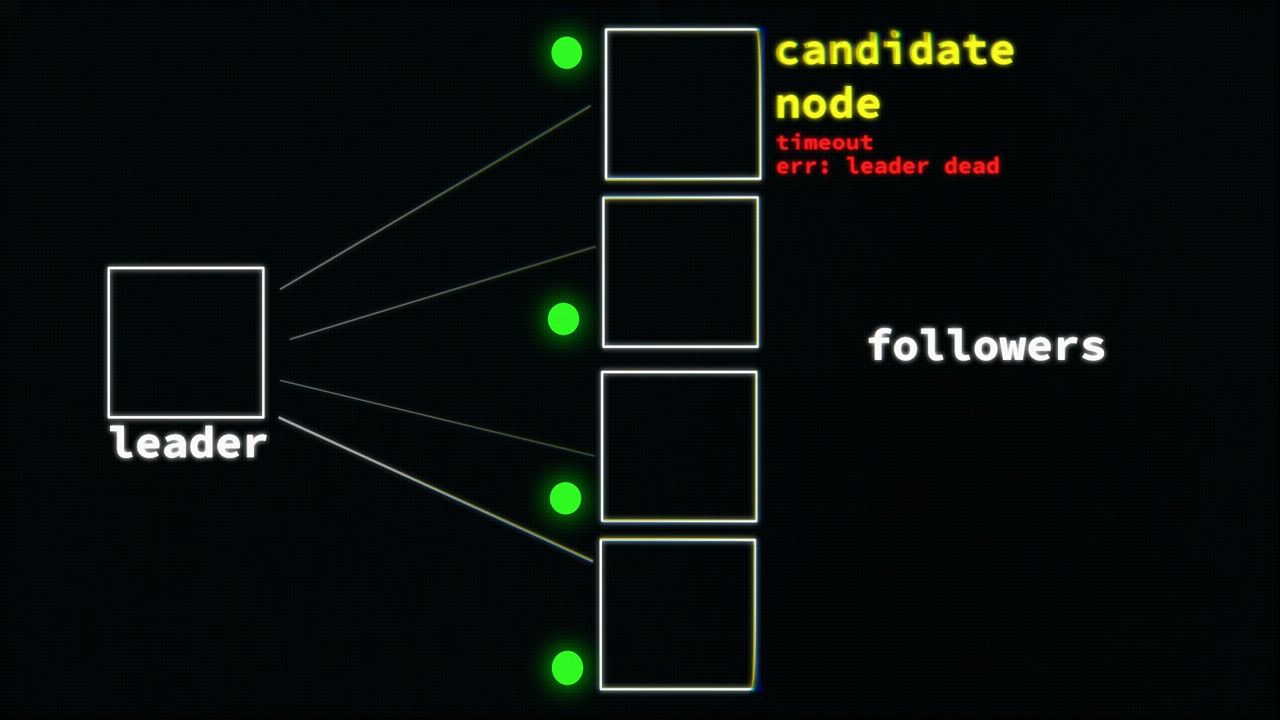 candidate
node
timeout
err: leader dead
followers
leader